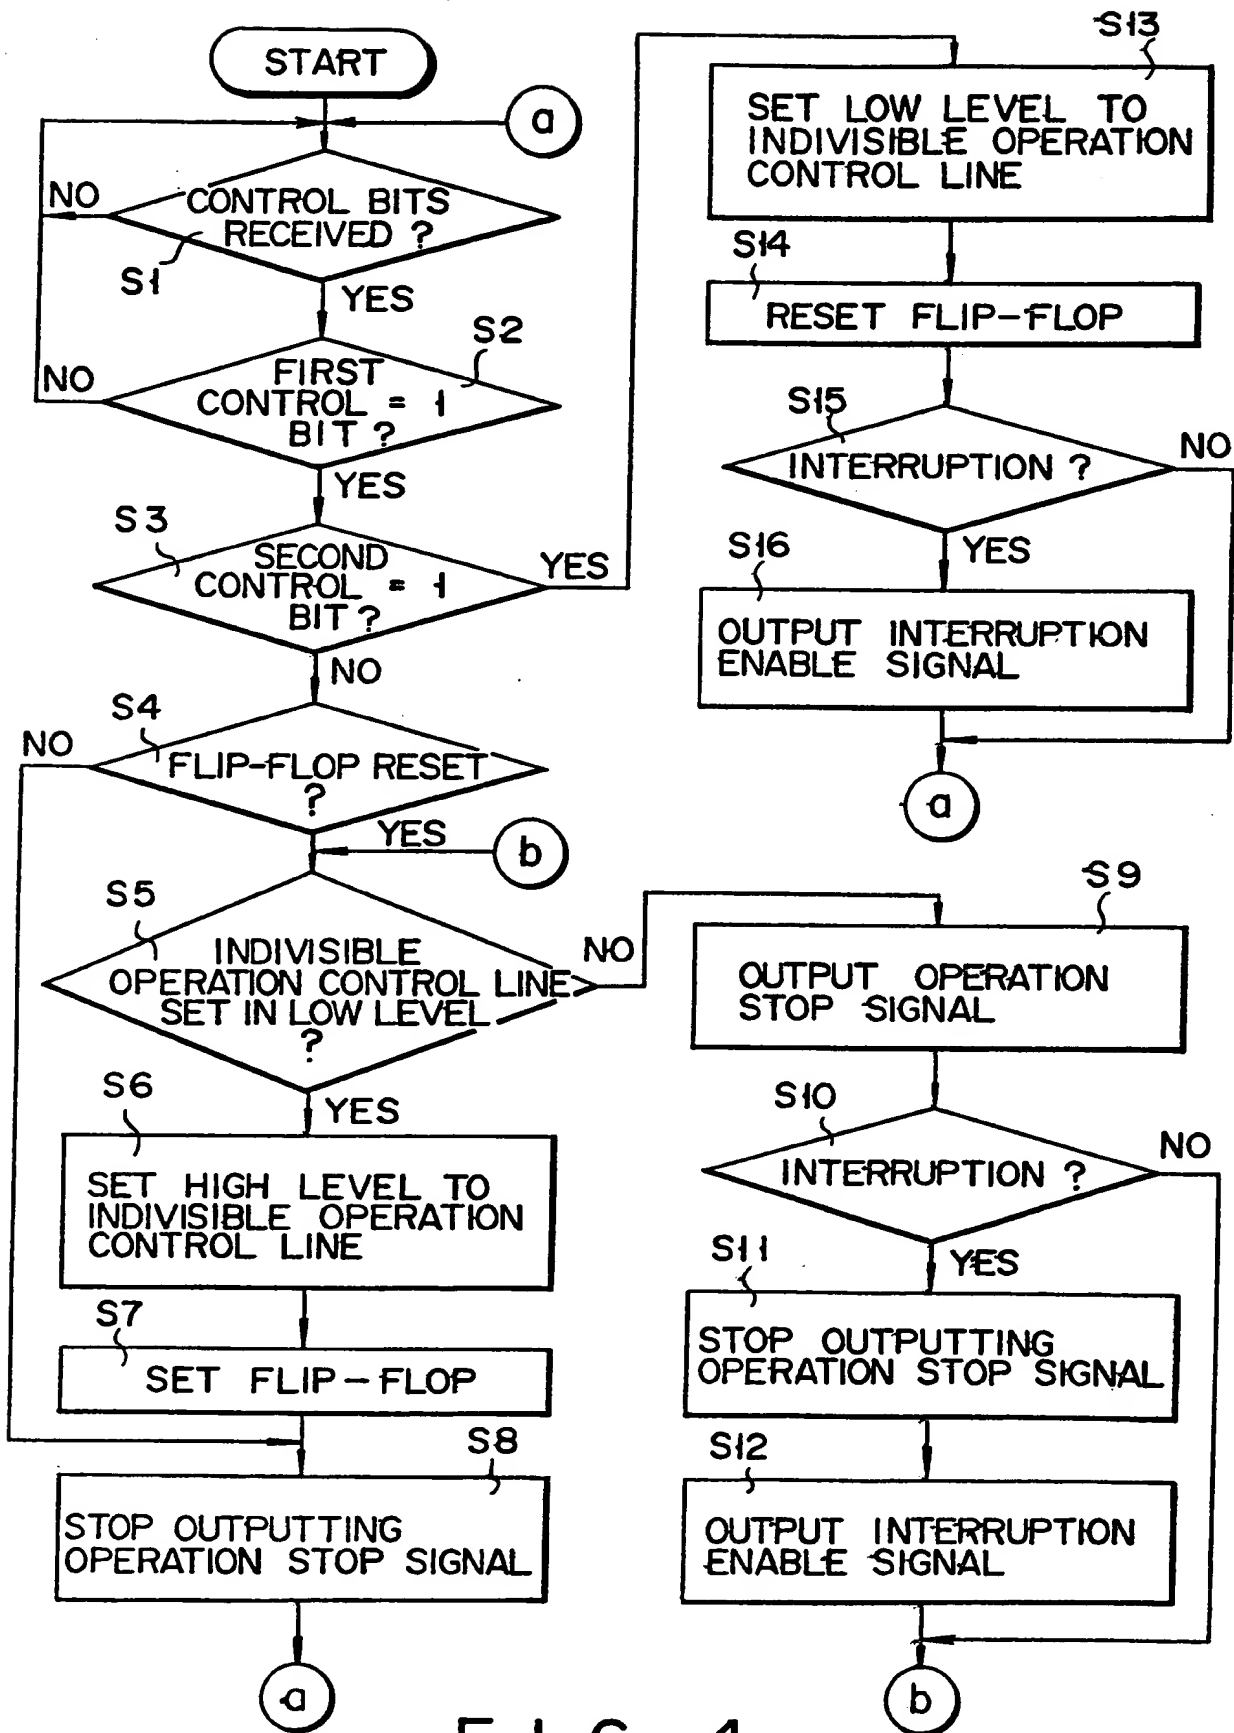 START
a
CONTROL BITS
RECEIVED ?
NO
S1
YES
S2
FIRST
CONTROL = 1
BIT ?
NO
YES
S3
SECOND
CONTROL = 1
BIT ?
YES
NO
S4
FLIP-FLOP RESET
?
NO
YES
b
S5
INDIVISIBLE
OPERATION CONTROL LINE
SET IN LOW LEVEL
?
NO
YES
S6
SET HIGH LEVEL TO
INDIVISIBLE OPERATION
CONTROL LINE
S7
SET FLIP-FLOP
S8
STOP OUTPUTTING
OPERATION STOP SIGNAL
a
S13
SET LOW LEVEL TO
INDIVISIBLE OPERATION
CONTROL LINE
S14
RESET FLIP-FLOP
S15
INTERRUPTION ?
NO
YES
S16
OUTPUT INTERRUPTION
ENABLE SIGNAL
a
S9
OUTPUT OPERATION
STOP SIGNAL
S10
INTERRUPTION ?
NO
YES
S11
STOP OUTPUTTING
OPERATION STOP SIGNAL
S12
OUTPUT INTERRUPTION
ENABLE SIGNAL
b